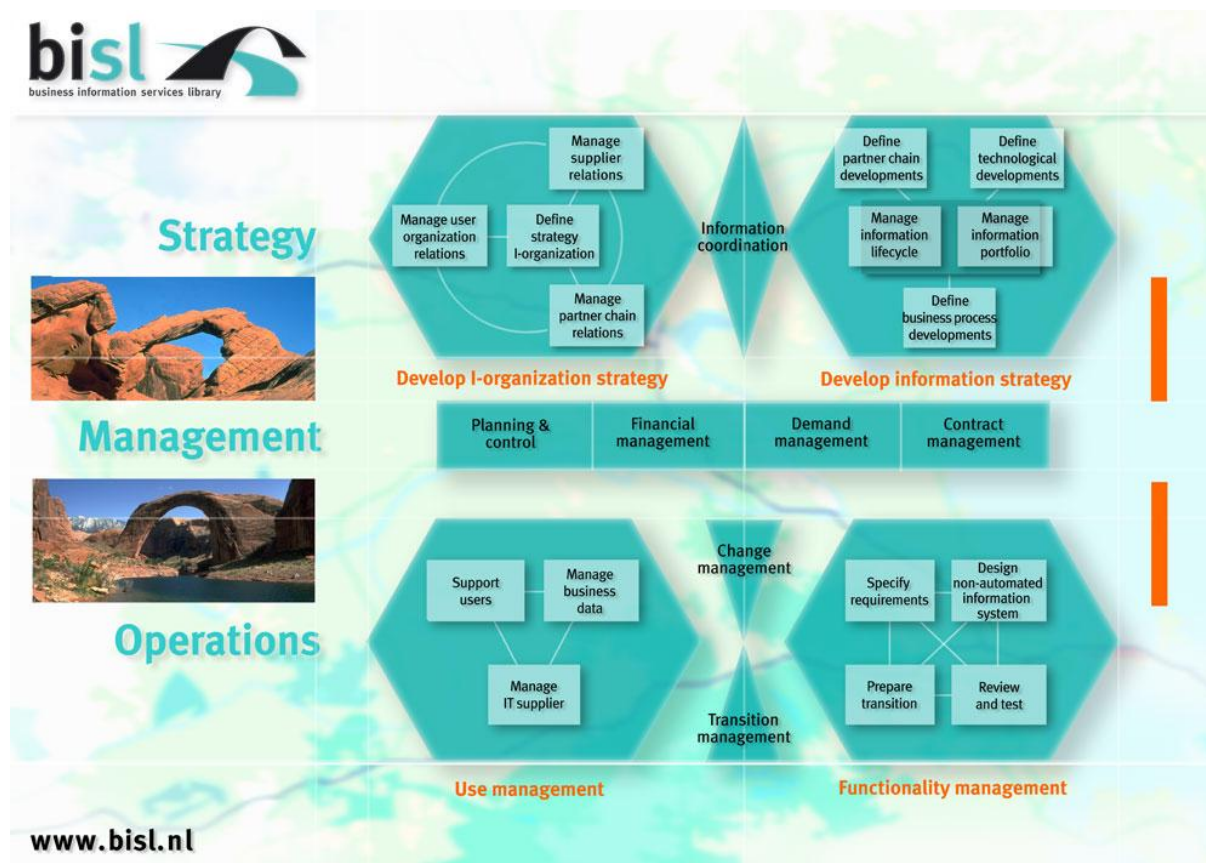 bisl
business information services library
Strategy
Manage
supplier
relations
Manage user
organization
relations
Define
strategy
I-organization
Manage
partner chain
relations
Develop I-organization strategy
Information
coordination
Define
partner chain
developments
Define
technological
developments
Manage
information
lifecycle
Manage
information
portfolio
Define
business process
developments
Develop information strategy
Management
Planning &
control
Financial
management
Demand
management
Contract
management
Operations
Support
users
Manage
business
data
Manage
IT supplier
Use management
Change
management
Transition
management
Specify
requirements
Design
non-automated
information
system
Prepare
transition
Review
and test
Functionality management
www.bisl.nl